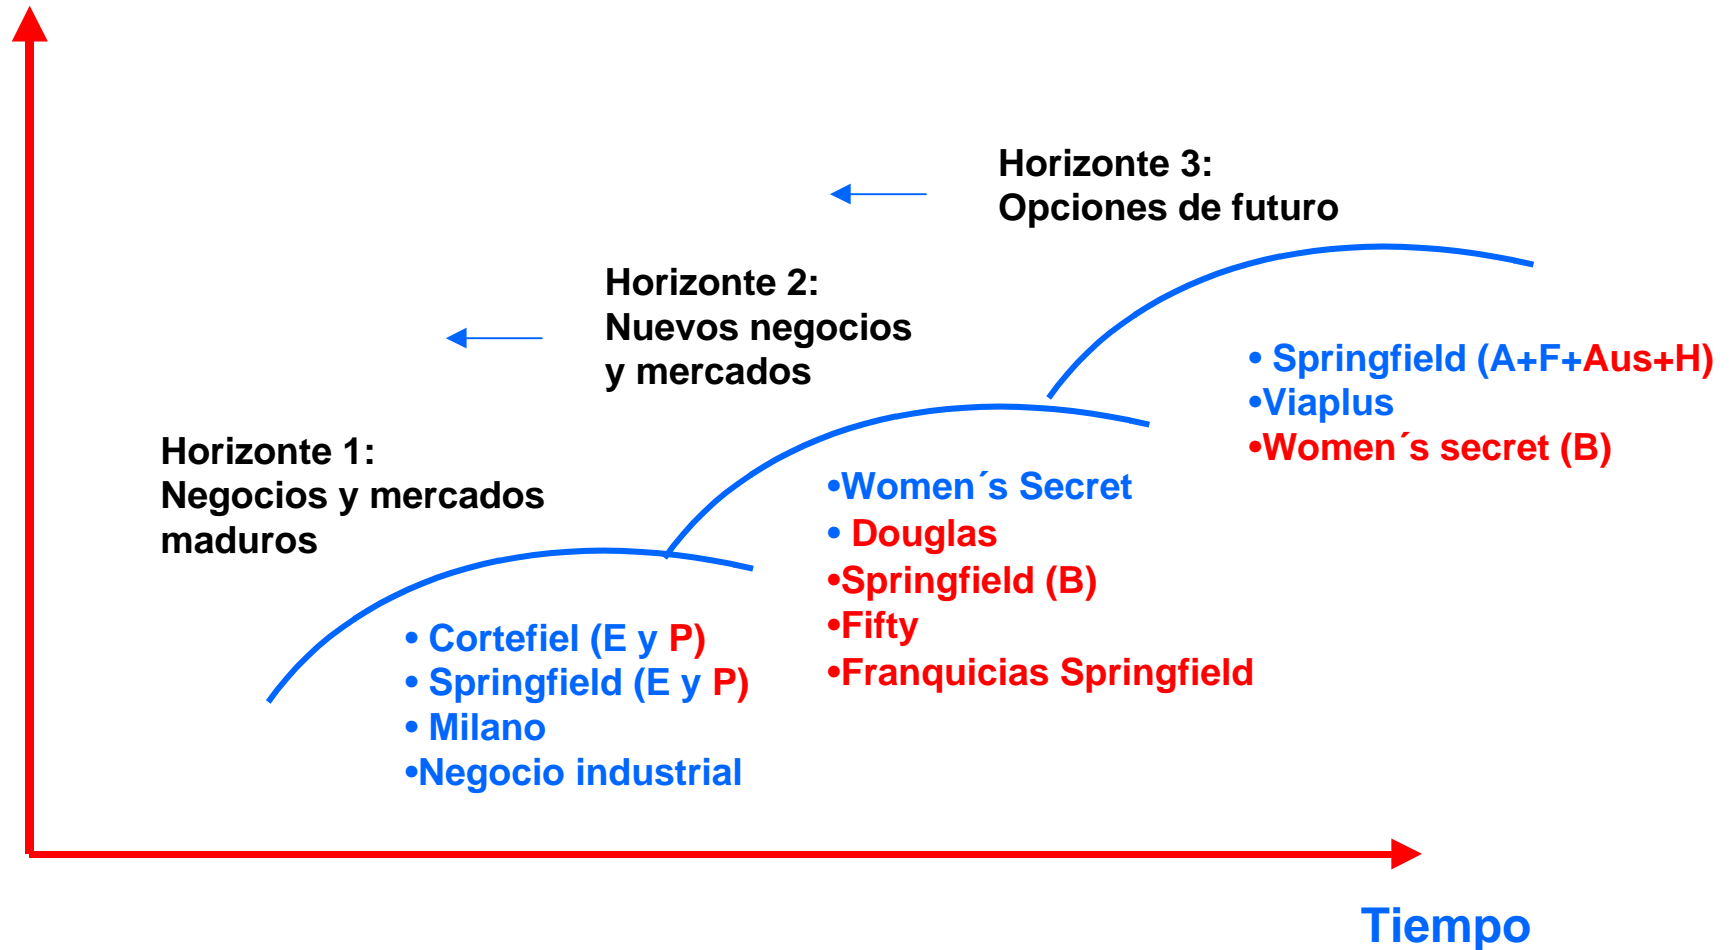 Horizonte 3:
Opciones de futuro
Horizonte 2:
Nuevos negocios
y mercados
Horizonte 1:
Negocios y mercados
maduros
• Springfield (A+F+Aus+H)
•Viaplus
•Women´s secret (B)
•Women´s Secret
• Douglas
•Springfield (B)
•Fifty
•Franquicias Springfield
• Cortefiel (E y P)
• Springfield (E y P)
• Milano
•Negocio industrial
Tiempo